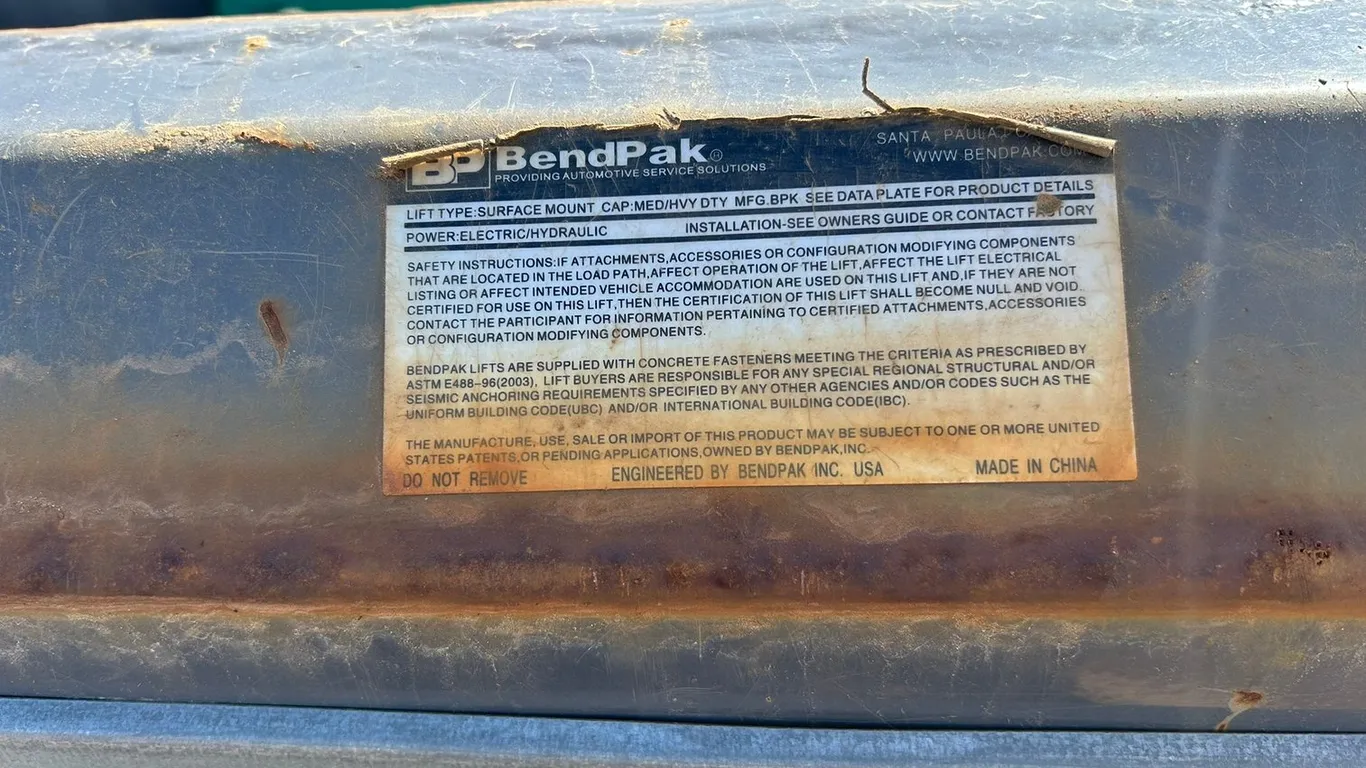 BP BendPak®
PROVIDING AUTOMOTIVE SERVICE SOLUTIONS
SANTA PAULA,
WWW.BENDPAK.COM
LIFT TYPE:SURFACE MOUNT CAP:MED/HVY DTY MFG.BPK SEE DATA PLATE FOR PRODUCT DETAILS
POWER:ELECTRIC/HYDRAULIC INSTALLATION-SEE OWNERS GUIDE OR CONTACT FACTORY
SAFETY INSTRUCTIONS:IF ATTACHMENTS,ACCESSORIES OR CONFIGURATION MODIFYING COMPONENTS
THAT ARE LOCATED IN THE LOAD PATH,AFFECT OPERATION OF THE LIFT,AFFECT THE LIFT ELECTRICAL
LISTING OR AFFECT INTENDED VEHICLE ACCOMMODATION ARE USED ON THIS LIFT AND,IF THEY ARE NOT
CERTIFIED FOR USE ON THIS LIFT,THEN THE CERTIFICATION OF THIS LIFT SHALL BECOME NULL AND VOID.
CONTACT THE PARTICIPANT FOR INFORMATION PERTAINING TO CERTIFIED ATTACHMENTS,ACCESSORIES
OR CONFIGURATION MODIFYING COMPONENTS.
BENDPAK LIFTS ARE SUPPLIED WITH CONCRETE FASTENERS MEETING THE CRITERIA AS PRESCRIBED BY
ASTM E488-96(2003), LIFT BUYERS ARE RESPONSIBLE FOR ANY SPECIAL REGIONAL STRUCTURAL AND/OR
SEISMIC ANCHORING REQUIREMENTS SPECIFIED BY ANY OTHER AGENCIES AND/OR CODES SUCH AS THE
UNIFORM BUILDING CODE(UBC) AND/OR INTERNATIONAL BUILDING CODE(IBC).
THE MANUFACTURE, USE, SALE OR IMPORT OF THIS PRODUCT MAY BE SUBJECT TO ONE OR MORE UNITED
STATES PATENTS,OR PENDING APPLICATIONS,OWNED BY BENDPAK,INC.
DO NOT REMOVE ENGINEERED BY BENDPAK INC. USA MADE IN CHINA